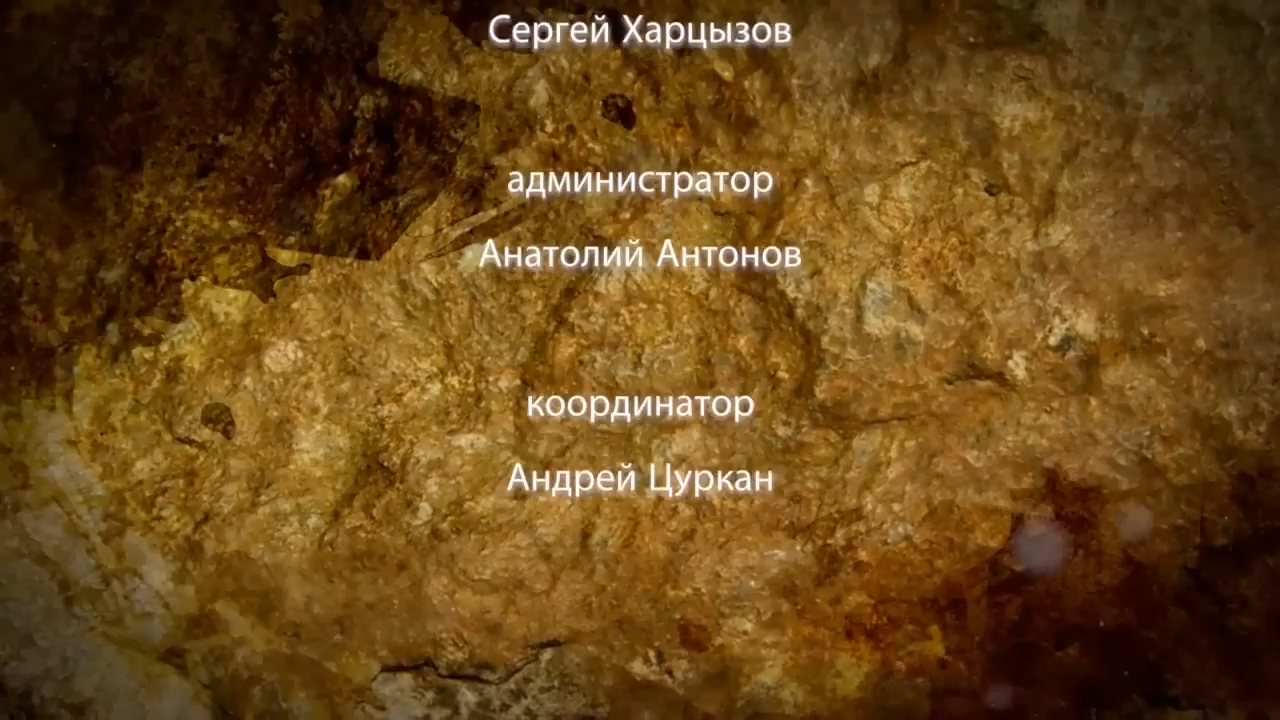 Сергей Харцызов
администратор
Анатолий Антонов
координатор
Андрей Цуркан